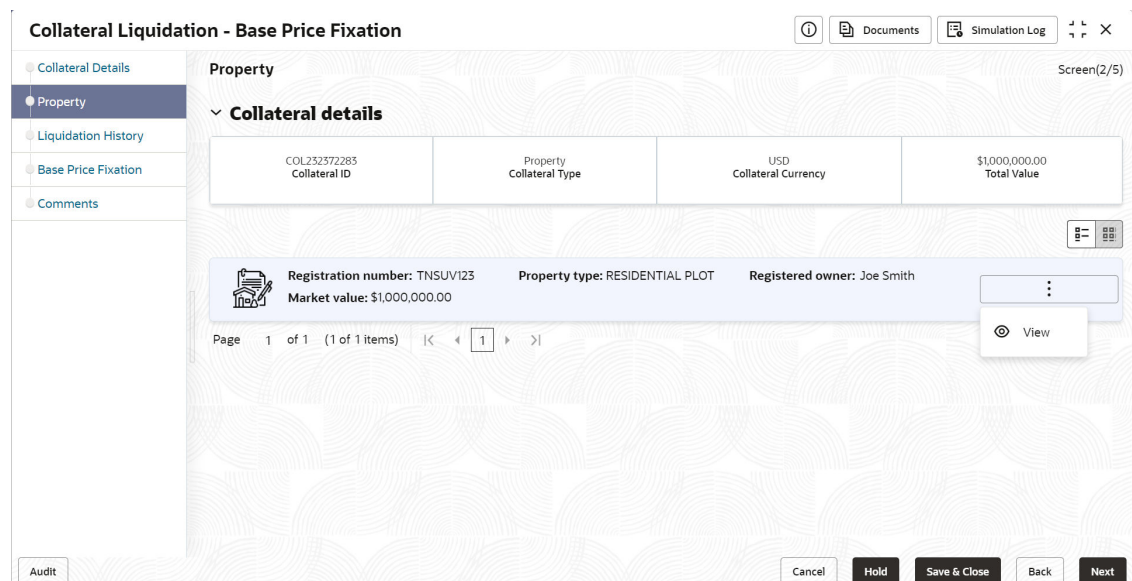 Collateral Liquidation - Base Price Fixation
Documents
Simulation Log
Collateral Details
Property
Liquidation History
Base Price Fixation
Comments
Property
Screen(2/5)
Collateral details
COL232372283
Collateral ID
Property
Collateral Type
USD
Collateral Currency
$1,000,000.00
Total Value
Registration number: TNSUV123 Property type: RESIDENTIAL PLOT Registered owner: Joe Smith
Market value: $1,000,000.00
View
Page 1 of 1 (1 of 1 items) 1
Audit
Cancel
Hold
Save & Close
Back
Next